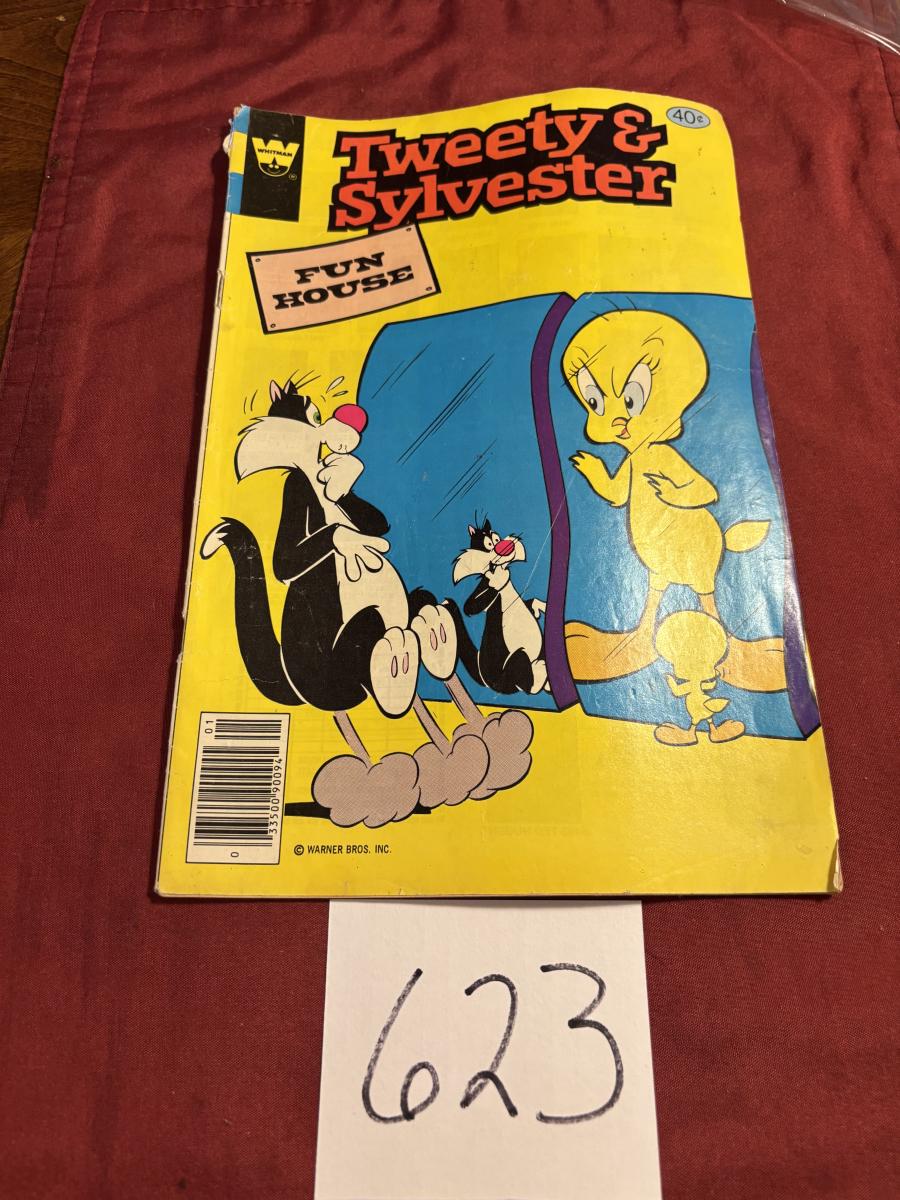 WHITMAN
®
Tweety &
Sylvester
40¢
FUN
HOUSE
01
33500 90094
0
© WARNER BROS. INC.
623